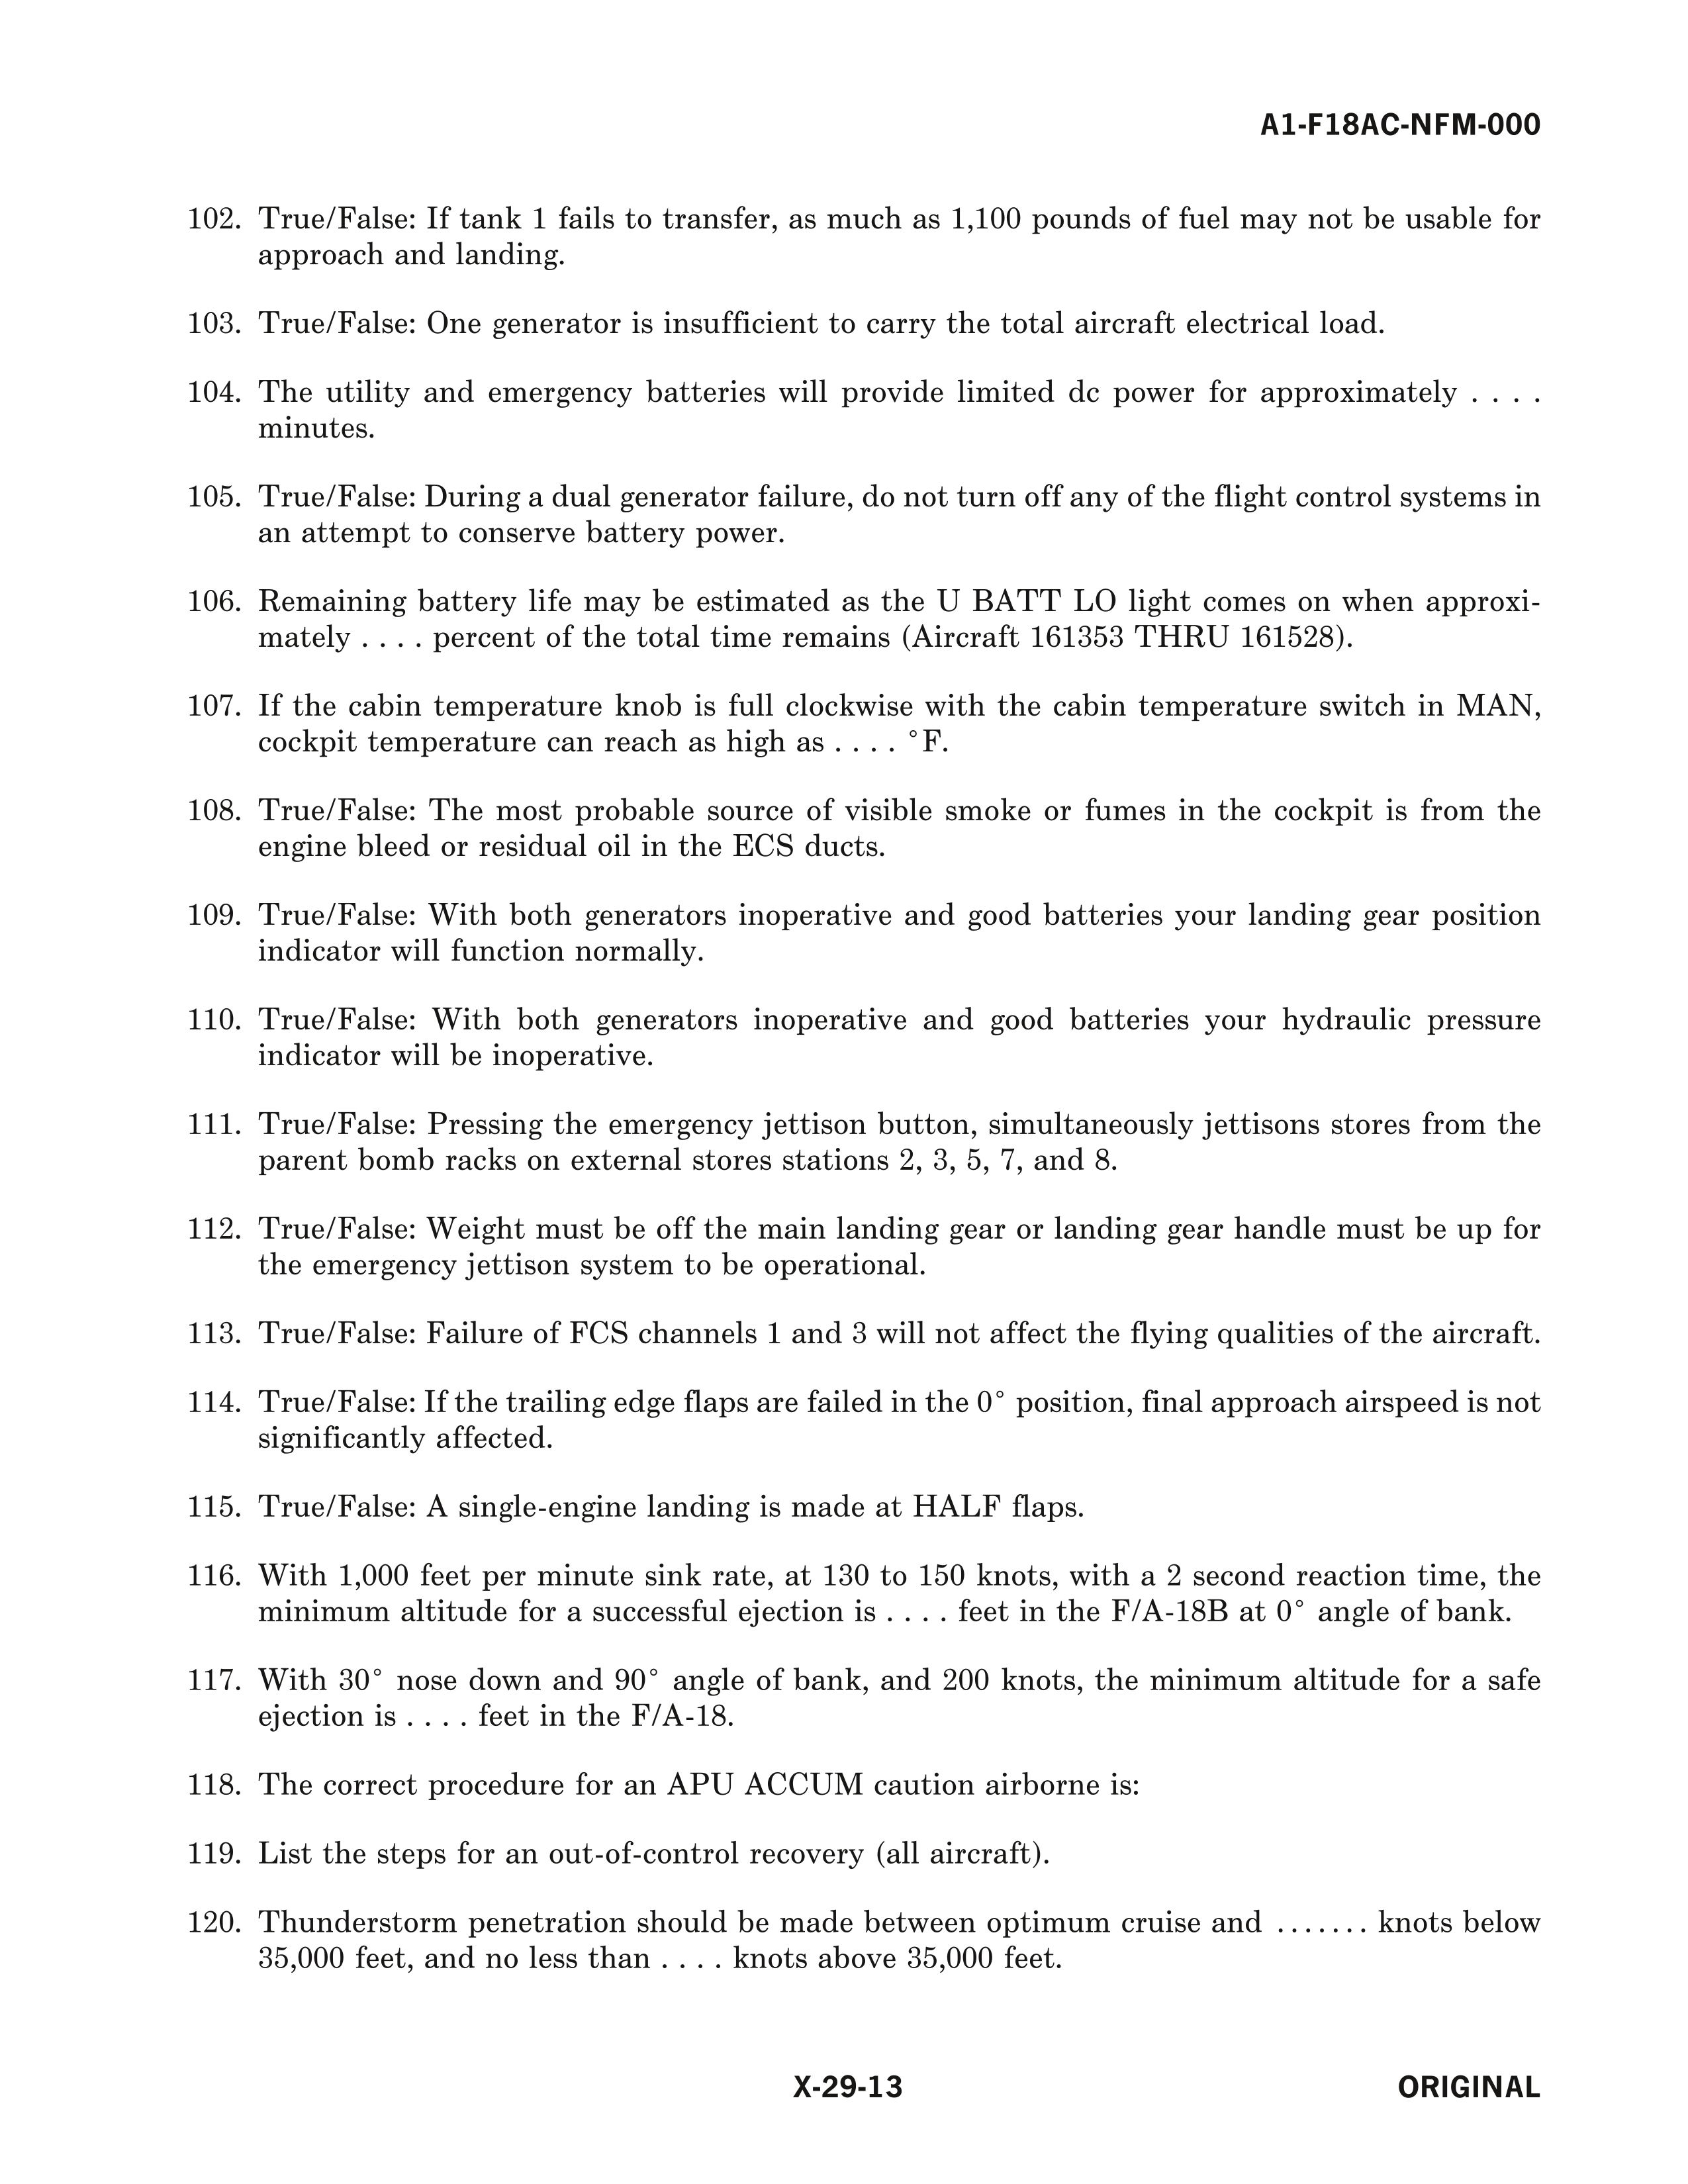 A1-F18AC-NFM-000
102. True/False: If tank 1 fails to transfer, as much as 1,100 pounds of fuel may not be usable for
approach and landing.
103. True/False: One generator is insufficient to carry the total aircraft electrical load.
104. The utility and emergency batteries will provide limited dc power for approximately . . . .
minutes.
105. True/False: During a dual generator failure, do not turn off any of the flight control systems in
an attempt to conserve battery power.
106. Remaining battery life may be estimated as the U BATT LO light comes on when approxi-
mately . . . . percent of the total time remains (Aircraft 161353 THRU 161528).
107. If the cabin temperature knob is full clockwise with the cabin temperature switch in MAN,
cockpit temperature can reach as high as . . . . °F.
108. True/False: The most probable source of visible smoke or fumes in the cockpit is from the
engine bleed or residual oil in the ECS ducts.
109. True/False: With both generators inoperative and good batteries your landing gear position
indicator will function normally.
110. True/False: With both generators inoperative and good batteries your hydraulic pressure
indicator will be inoperative.
111. True/False: Pressing the emergency jettison button, simultaneously jettisons stores from the
parent bomb racks on external stores stations 2, 3, 5, 7, and 8.
112. True/False: Weight must be off the main landing gear or landing gear handle must be up for
the emergency jettison system to be operational.
113. True/False: Failure of FCS channels 1 and 3 will not affect the flying qualities of the aircraft.
114. True/False: If the trailing edge flaps are failed in the 0° position, final approach airspeed is not
significantly affected.
115. True/False: A single-engine landing is made at HALF flaps.
116. With 1,000 feet per minute sink rate, at 130 to 150 knots, with a 2 second reaction time, the
minimum altitude for a successful ejection is . . . . feet in the F/A-18B at 0° angle of bank.
117. With 30° nose down and 90° angle of bank, and 200 knots, the minimum altitude for a safe
ejection is . . . . feet in the F/A-18.
118. The correct procedure for an APU ACCUM caution airborne is:
119. List the steps for an out-of-control recovery (all aircraft).
120. Thunderstorm penetration should be made between optimum cruise and . . . . . . . knots below
35,000 feet, and no less than . . . . knots above 35,000 feet.
X-29-13
ORIGINAL